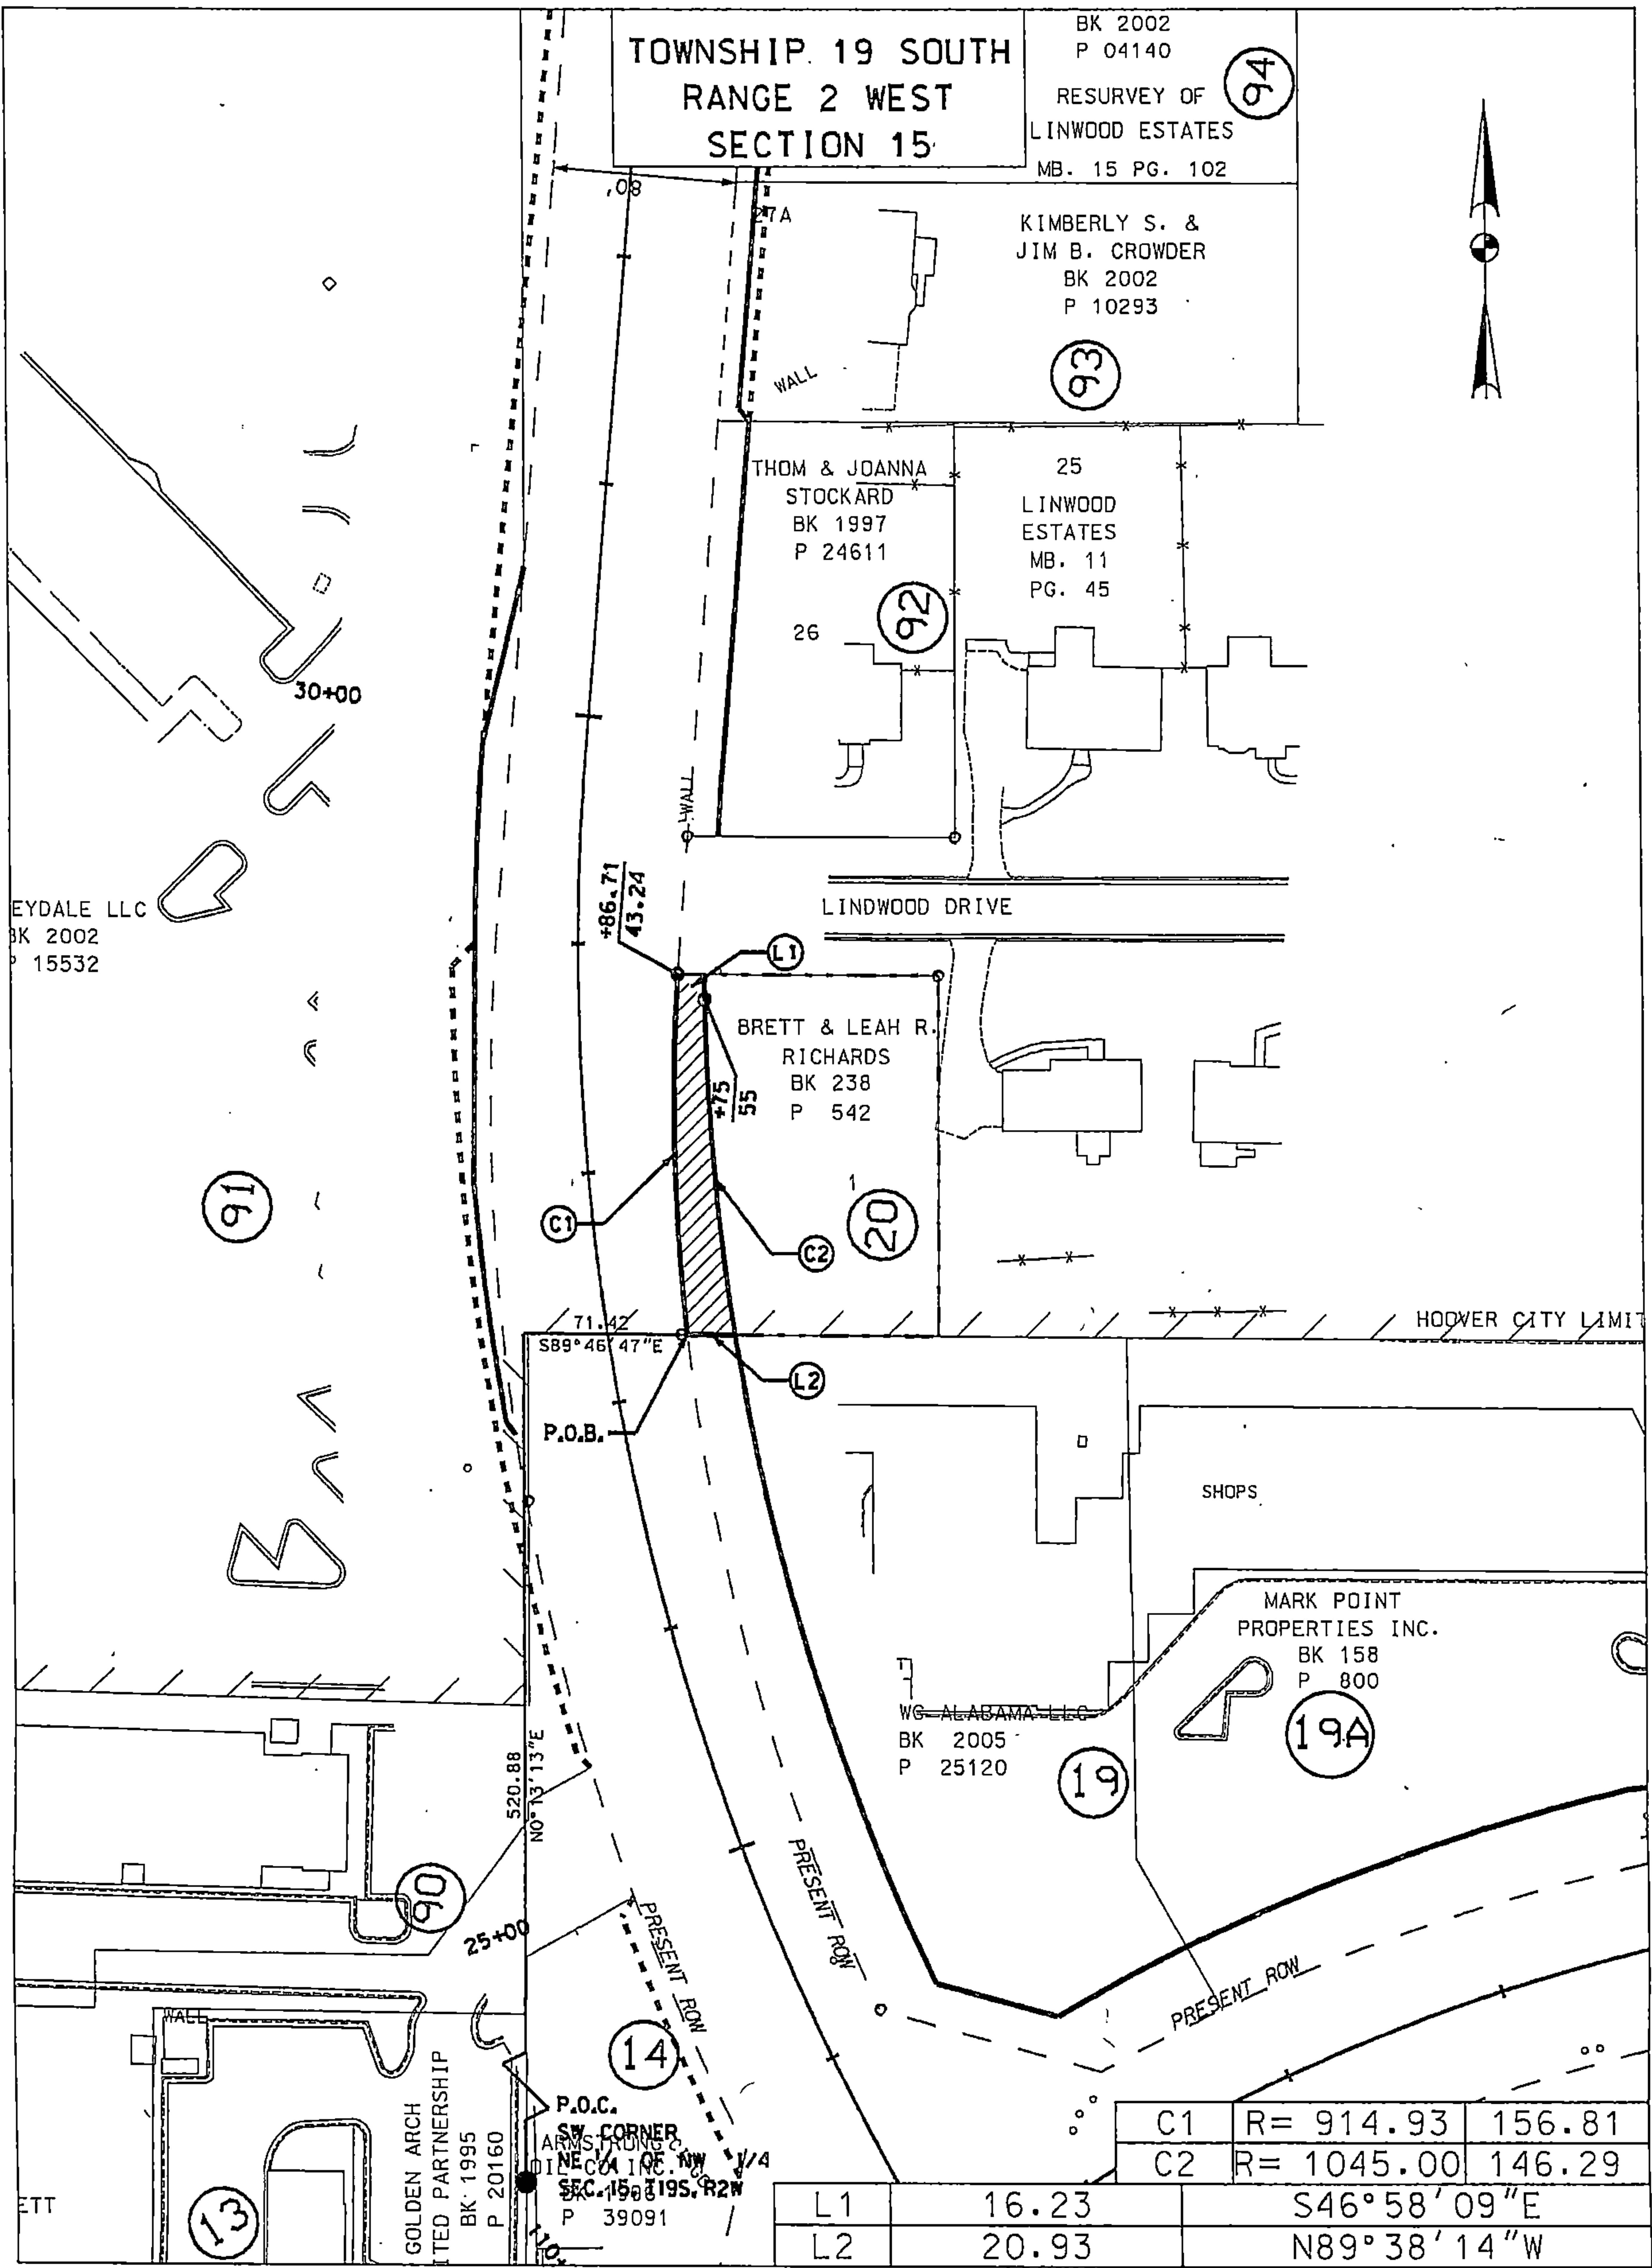 TOWNSHIP. 19 SOUTH
RANGE 2 WEST
SECTION 15
BK 2002
P 04140
RESURVEY OF
LINWOOD ESTATES
MB. 15 PG. 102
94
80'
27A
KIMBERLY S. &
JIM B. CROWDER
BK 2002
P 10293
93
WALL
THOM & JOANNA
STOCKARD
BK 1997
P 24611
92
26
25
LINWOOD
ESTATES
MB. 11
PG. 45
30+00
WALL
EYDALE LLC
BK 2002
P 15532
+86.71
43.24
L1
LINDWOOD DRIVE
BRETT & LEAH R.
RICHARDS
BK 238
P 542
+75
55
91
C1
C2
1
20
71.42
S89°46'47"E
HOOVER CITY LIMIT
L2
P.O.B.
SHOPS
MARK POINT
PROPERTIES INC.
BK 158
P 800
19A
WG ALABAMA LLC
BK 2005
P 25120
19
520.88
N0°13'13"E
90
25+00
PRESENT ROW
PRESENT ROW
PRESENT ROW
WALL
14
P.O.C.
SW CORNER
NE 1/4 OF NW 1/4
SEC. 15, T19S, R2W
ARMSTRONG
OIL CO. INC.
P 39091
GOLDEN ARCH
ITED PARTNERSHIP
BK 1995
P 20160
13
ETT
C1 R= 914.93 156.81
C2 R= 1045.00 146.29
L1 16.23 S46°58'09"E
L2 20.93 N89°38'14"W